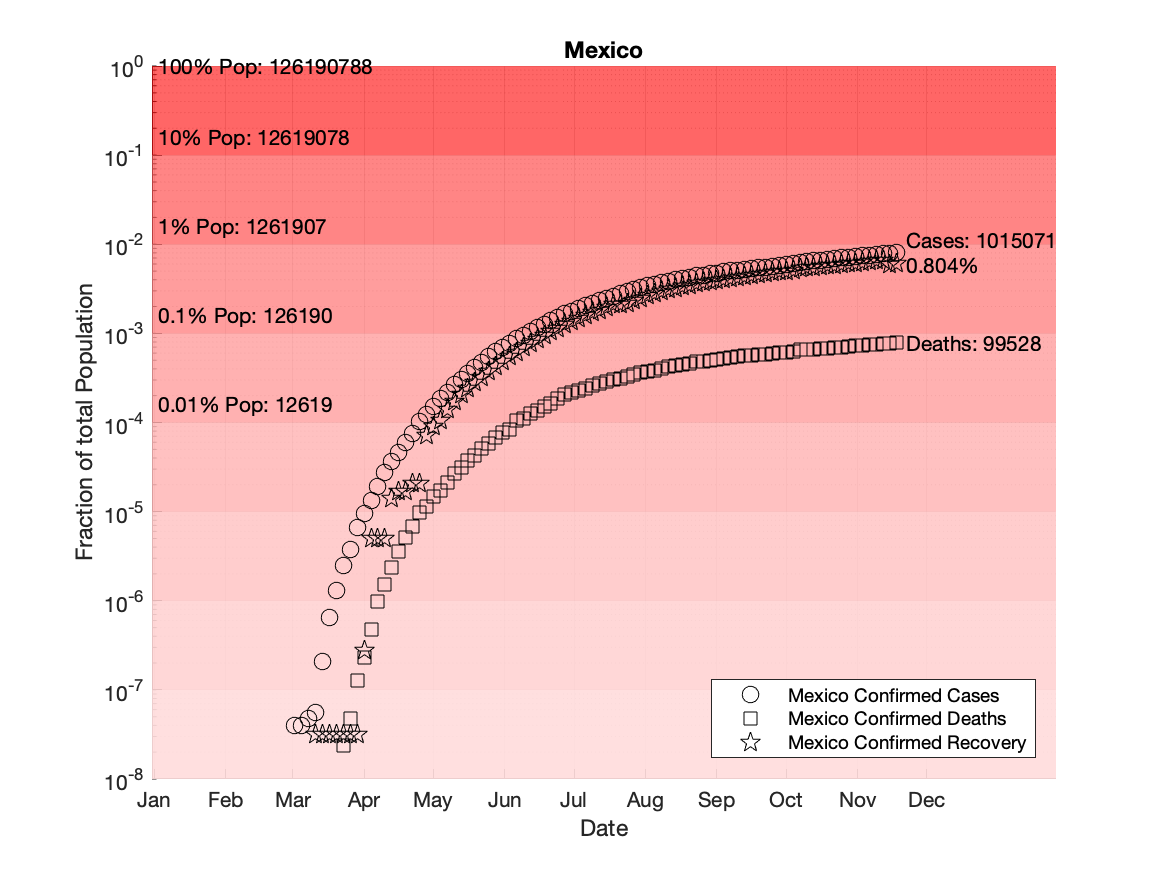 Mexico
10^0
100% Pop: 126190788
10% Pop: 12619078
10^-1
1% Pop: 1261907
10^-2
Cases: 1015071
0.804%
0.1% Pop: 126190
10^-3
Deaths: 99528
0.01% Pop: 12619
10^-4
10^-5
10^-6
10^-7
10^-8
Fraction of total Population
Mexico Confirmed Cases
Mexico Confirmed Deaths
Mexico Confirmed Recovery
Jan Feb Mar Apr May Jun Jul Aug Sep Oct Nov Dec
Date